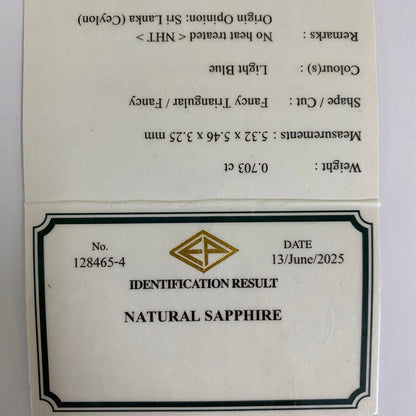 Weight : 0.703 ct
Measurements : 5.32 x 5.46 x 3.25 mm
Shape / Cut : Fancy Triangular / Fancy
Colour(s) : Light Blue
Remarks : No heat treated < NHT >
Origin Opinion: Sri Lanka (Ceylon)
No. DATE
128465-4 13/June/2025
IDENTIFICATION RESULT
NATURAL SAPPHIRE